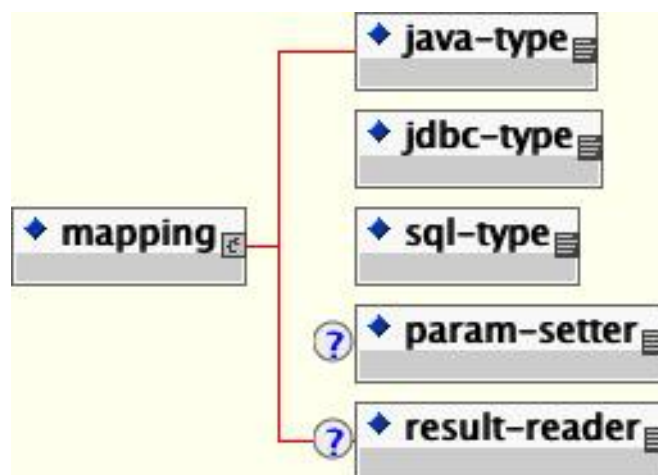 java-type
jdbc-type
mapping
sql-type
? param-setter
? result-reader